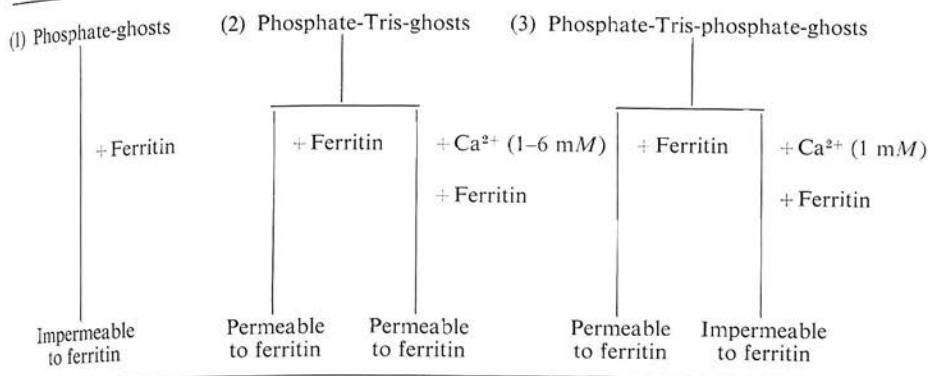 (1) Phosphate-ghosts (2) Phosphate-Tris-ghosts (3) Phosphate-Tris-phosphate-ghosts
+ Ferritin + Ferritin + Ca²⁺ (1–6 mM) + Ferritin + Ca²⁺ (1 mM)
+ Ferritin + Ferritin
Impermeable Permeable Permeable Permeable Impermeable
to ferritin to ferritin to ferritin to ferritin to ferritin